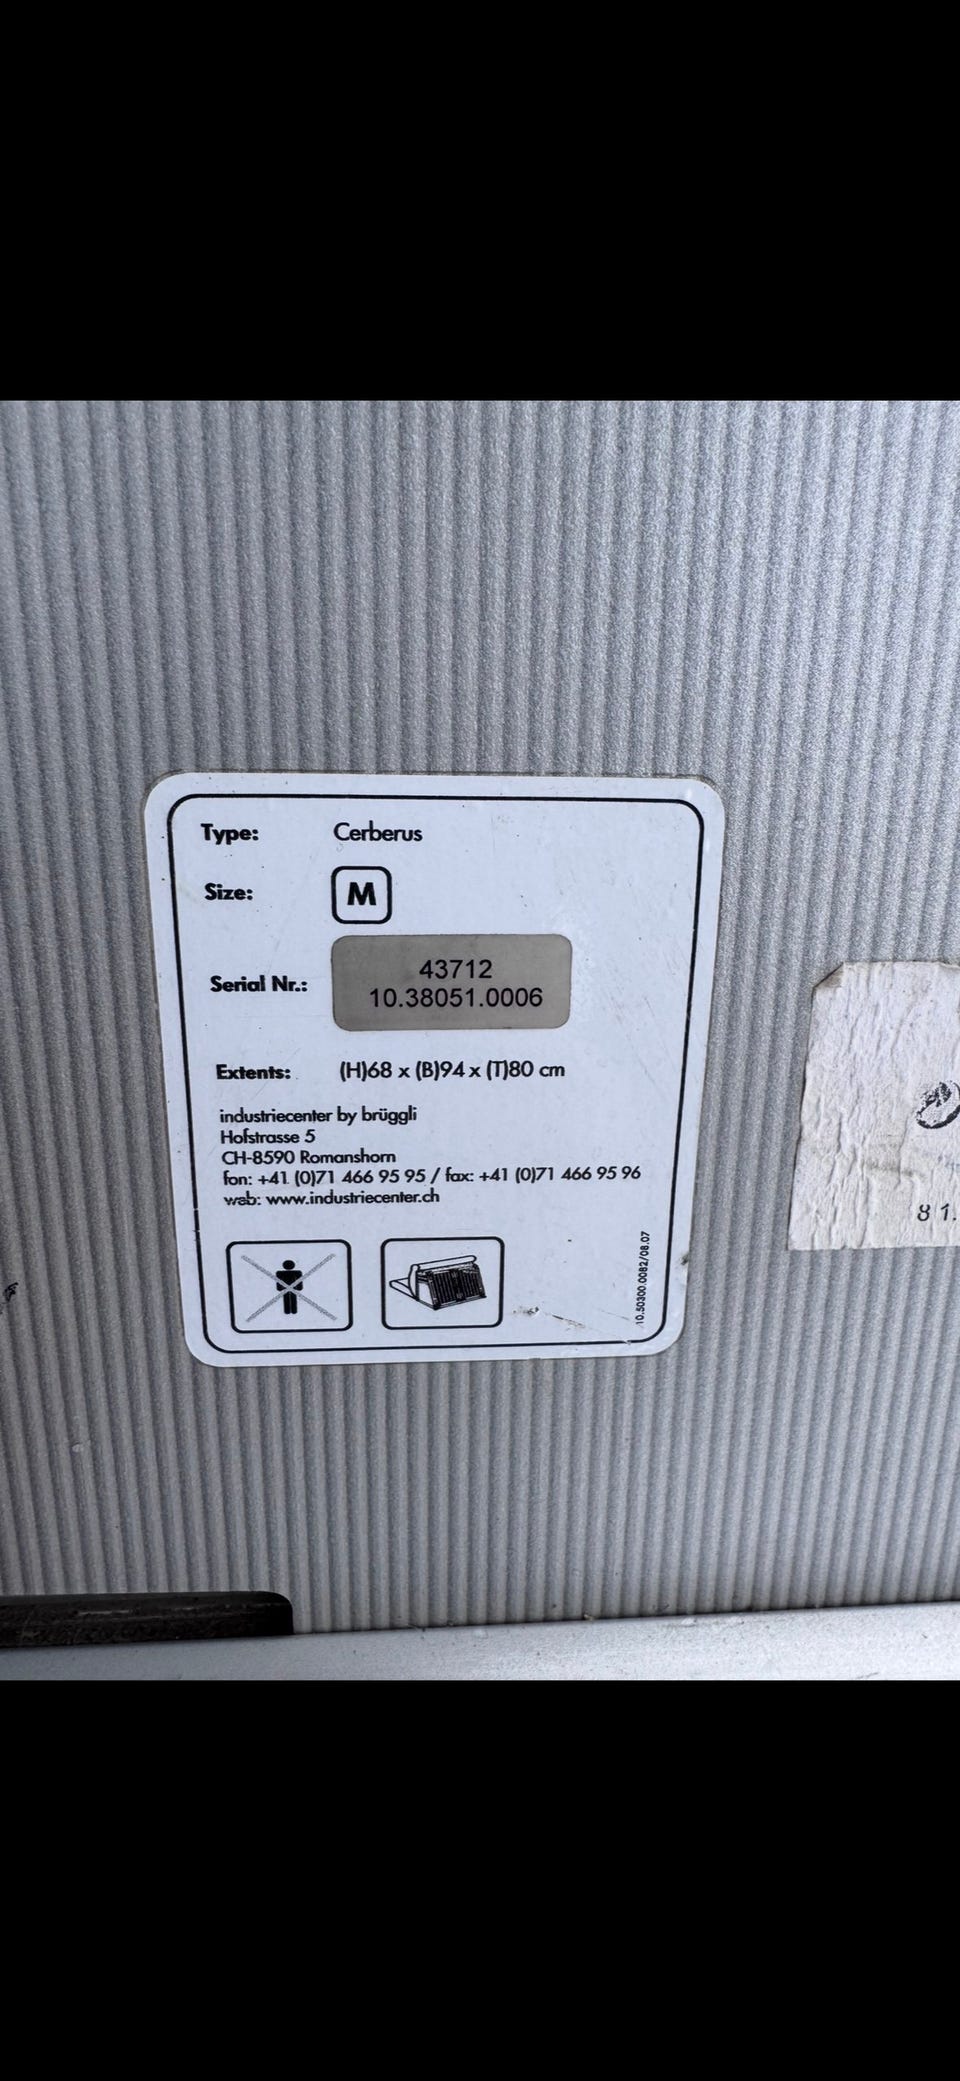 Type: Cerberus
Size: M
Serial Nr.: 43712
10.38051.0006
Extents: (H)68 x (B)94 x (T)80 cm
industriecenter by brüggli
Hofstrasse 5
CH-8590 Romanshorn
fon: +41 (0)71 466 95 95 / fax: +41 (0)71 466 95 96
web: www.industriecenter.ch
10.50300.0082/08.07
8 1.